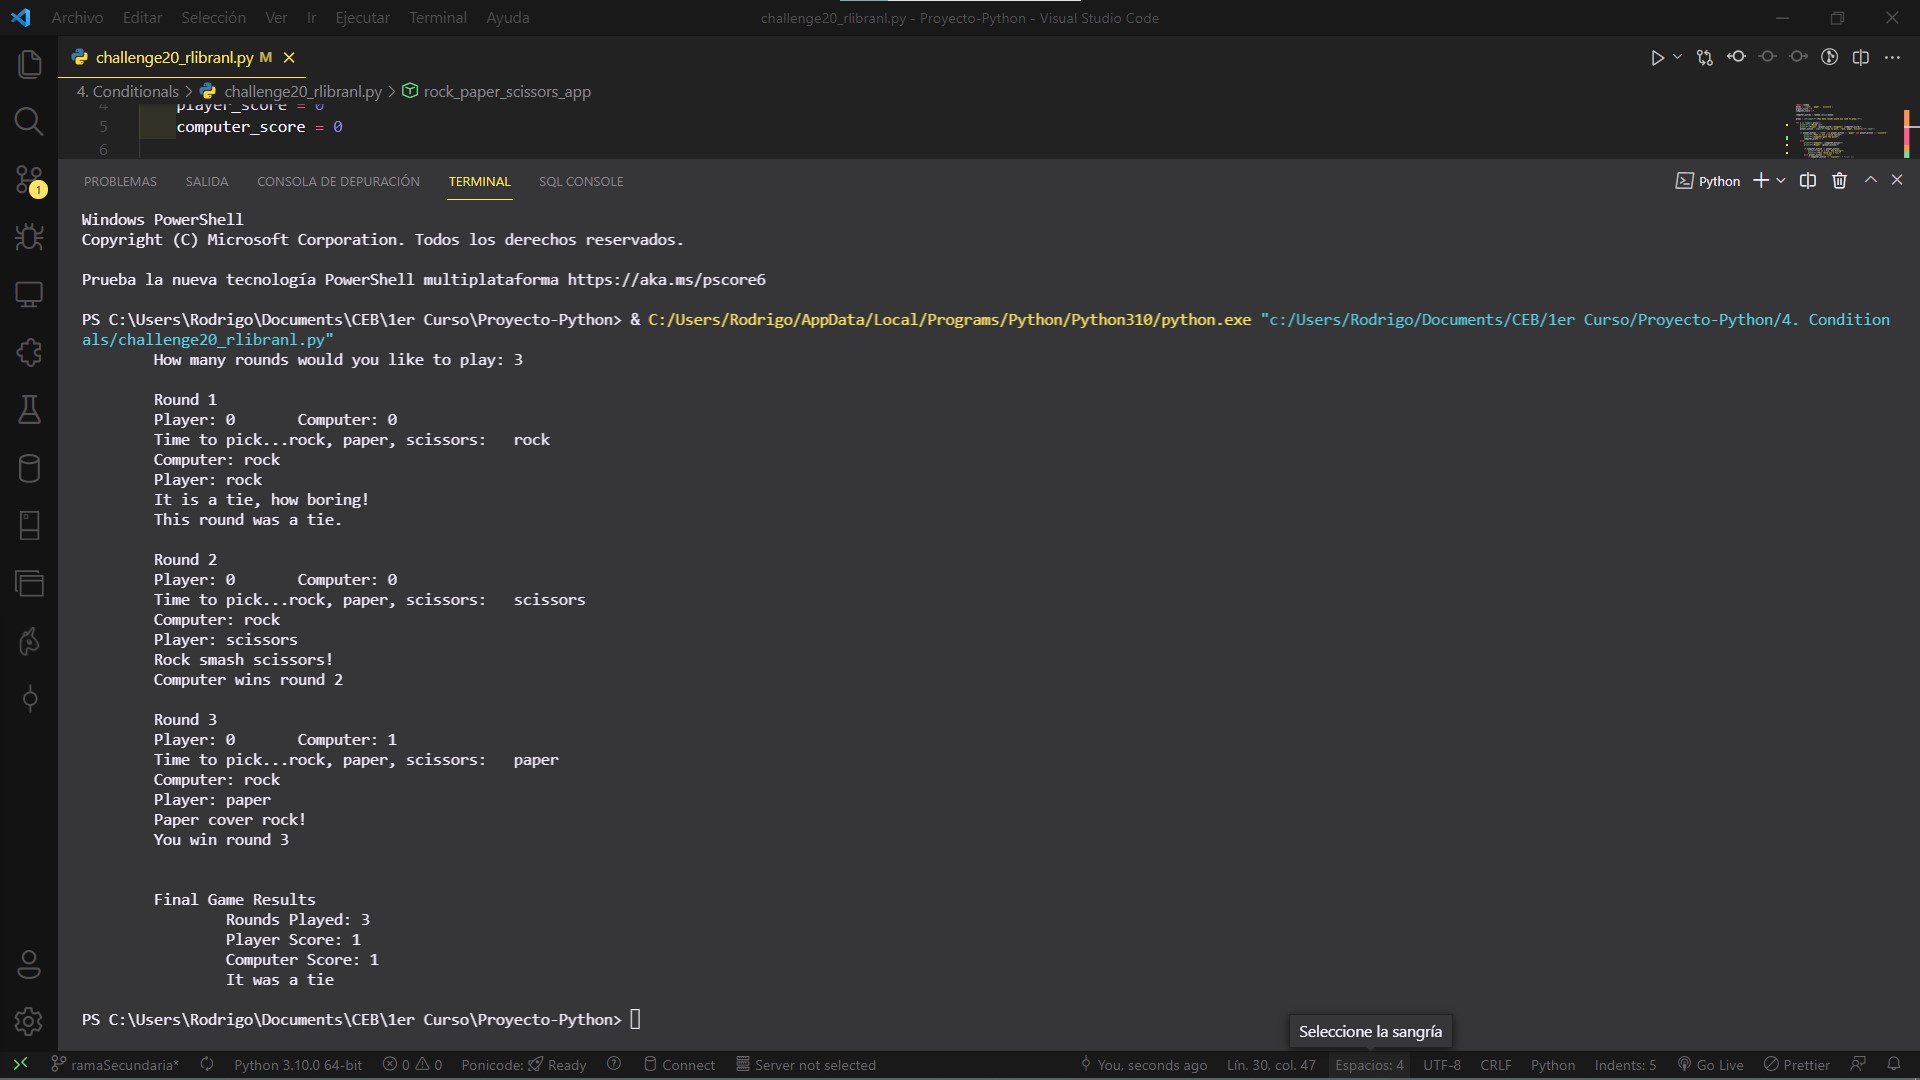 Archivo Editar Selección Ver Ir Ejecutar Terminal Ayuda
challenge20_rlibranl.py - Proyecto-Python - Visual Studio Code
challenge20_rlibranl.py M
4. Conditionals > challenge20_rlibranl.py > rock_paper_scissors_app
4 player_score = 0
5 computer_score = 0
6
PROBLEMAS SALIDA CONSOLA DE DEPURACIÓN TERMINAL SQL CONSOLE
Python
Windows PowerShell
Copyright (C) Microsoft Corporation. Todos los derechos reservados.
Prueba la nueva tecnología PowerShell multiplataforma https://aka.ms/pscore6
PS C:\Users\Rodrigo\Documents\CEB\1er Curso\Proyecto-Python> & C:/Users/Rodrigo/AppData/Local/Programs/Python/Python310/python.exe "c:/Users/Rodrigo/Documents/CEB/1er Curso/Proyecto-Python/4. Condition
als/challenge20_rlibranl.py"
How many rounds would you like to play: 3
Round 1
Player: 0 Computer: 0
Time to pick...rock, paper, scissors: rock
Computer: rock
Player: rock
It is a tie, how boring!
This round was a tie.
Round 2
Player: 0 Computer: 0
Time to pick...rock, paper, scissors: scissors
Computer: rock
Player: scissors
Rock smash scissors!
Computer wins round 2
Round 3
Player: 0 Computer: 1
Time to pick...rock, paper, scissors: paper
Computer: rock
Player: paper
Paper cover rock!
You win round 3
Final Game Results
Rounds Played: 3
Player Score: 1
Computer Score: 1
It was a tie
PS C:\Users\Rodrigo\Documents\CEB\1er Curso\Proyecto-Python>
Seleccione la sangría
1
ramaSecundaria* Python 3.10.0 64-bit 0 0 Ponicode: Ready Connect Server not selected You, seconds ago Lín. 30, col. 47 Espacios: 4 UTF-8 CRLF Python Indents: 5 Go Live Prettier